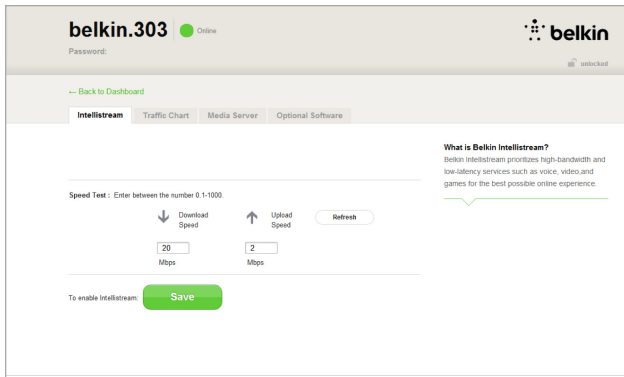 belkin.303
Online
belkin
Password:
unlocked
← Back to Dashboard
Intellistream
Traffic Chart
Media Server
Optional Software
What is Belkin Intellistream?
Belkin Intellistream prioritizes high-bandwidth and
low-latency services such as voice, video,and
games for the best possible online experience.
Speed Test : Enter between the number 0.1-1000.
Download
Speed
Upload
Speed
Refresh
20
2
Mbps
Mbps
To enable Intellistream:
Save